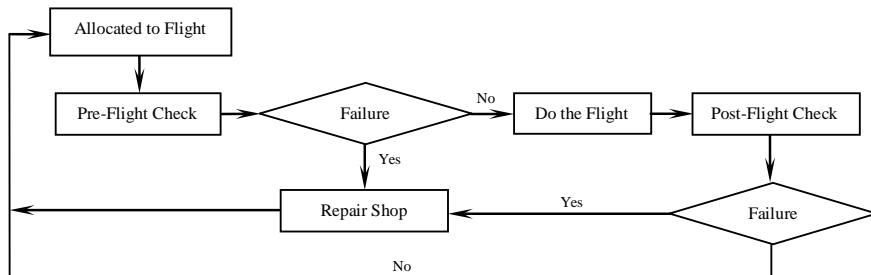 Allocated to Flight
Pre-Flight Check
Failure
No
Do the Flight
Post-Flight Check
Yes
Repair Shop
Yes
Failure
No